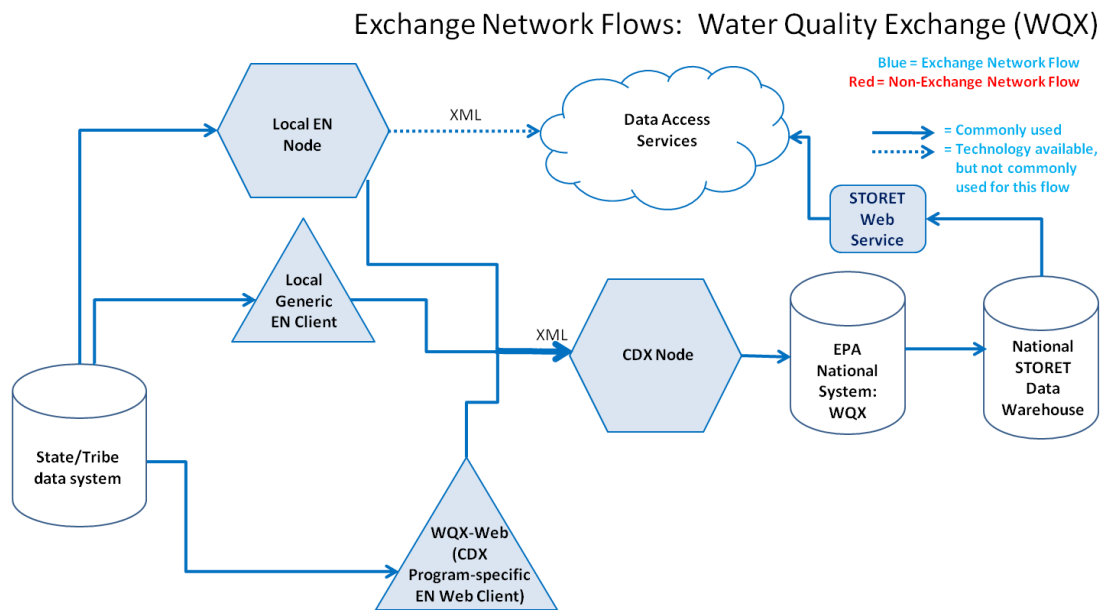 Exchange Network Flows:  Water Quality Exchange (WQX)
Blue = Exchange Network Flow
Red = Non-Exchange Network Flow
= Commonly used
= Technology available,
but not commonly
used for this flow
Local EN
Node
XML
Data Access
Services
STORET
Web
Service
Local
Generic
EN Client
XML
CDX Node
EPA
National
System:
WQX
National
STORET
Data
Warehouse
State/Tribe
data system
WQX-Web
(CDX
Program-specific
EN Web Client)